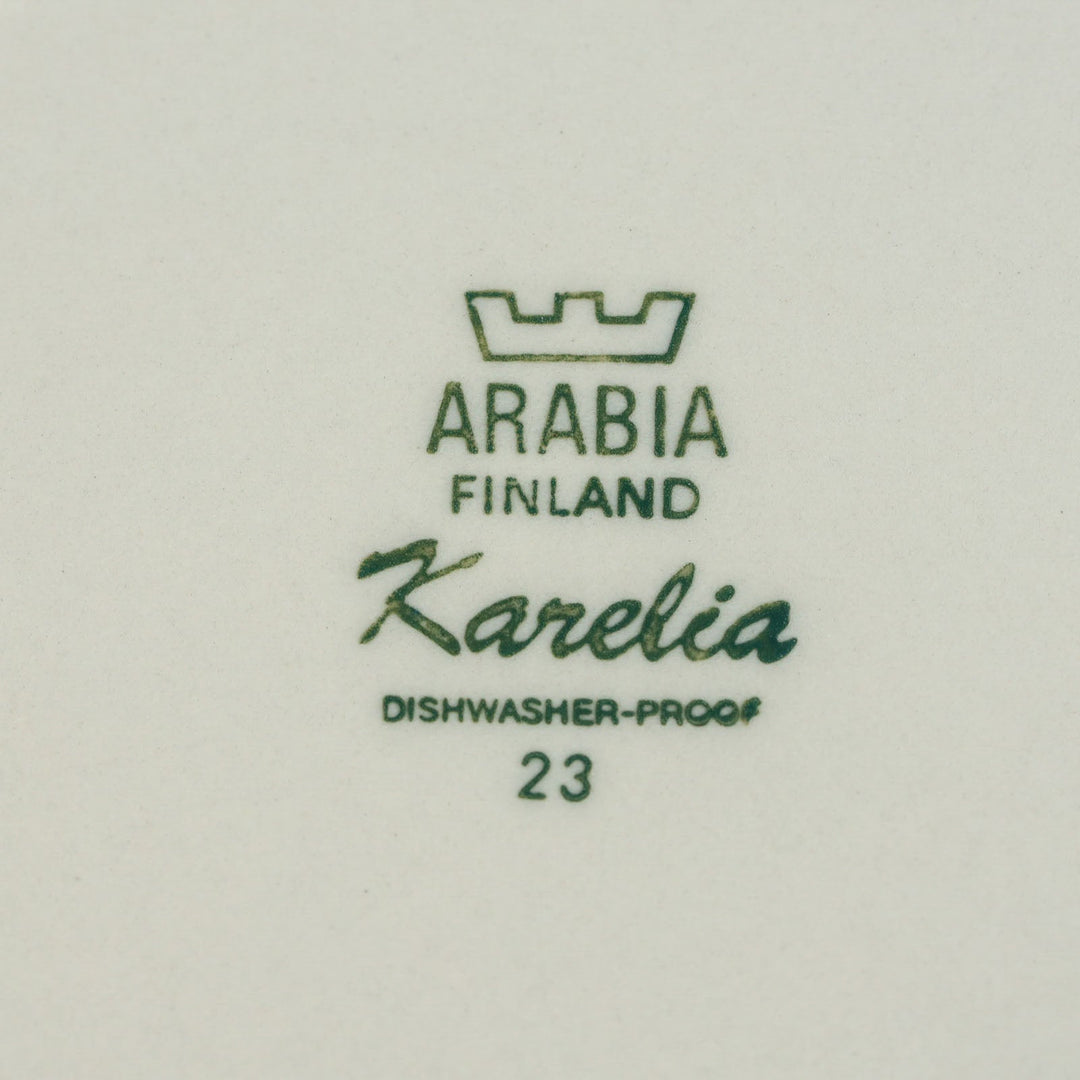 ARABIA
FINLAND
Karelia
DISHWASHER-PROOF
23